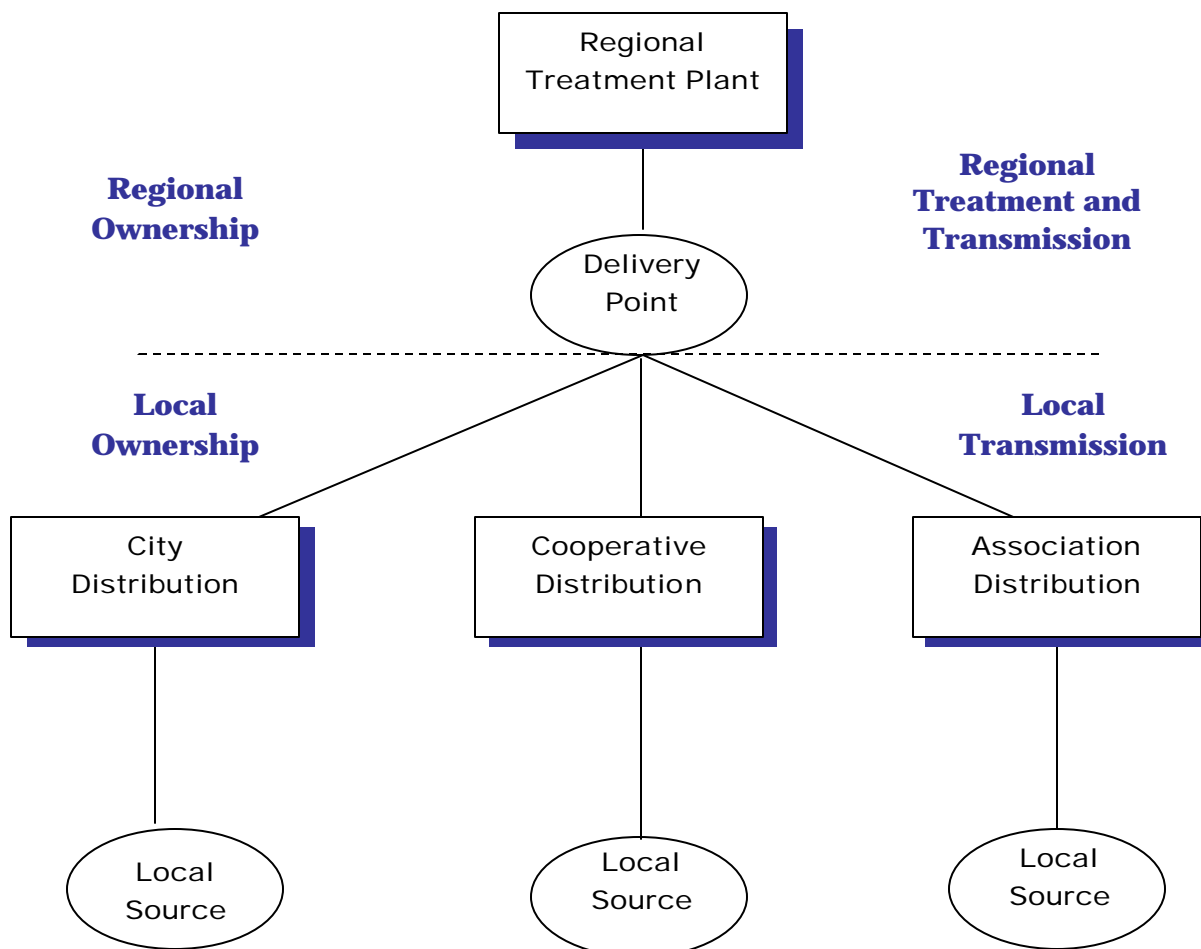 Regional
Treatment Plant
Regional
Ownership
Regional
Treatment and
Transmission
Delivery
Point
Local
Ownership
Local
Transmission
City
Distribution
Cooperative
Distribution
Association
Distribution
Local
Source
Local
Source
Local
Source